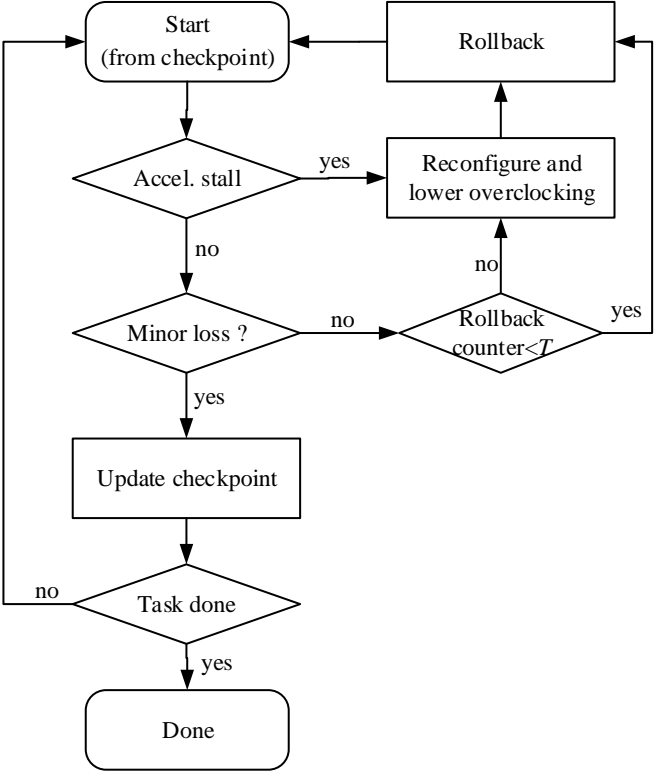 Start
(from checkpoint)
Rollback
Accel. stall
yes
Reconfigure and
lower overclocking
no
no
Minor loss ?
no
Rollback
counter<T
yes
yes
Update checkpoint
no
Task done
yes
Done